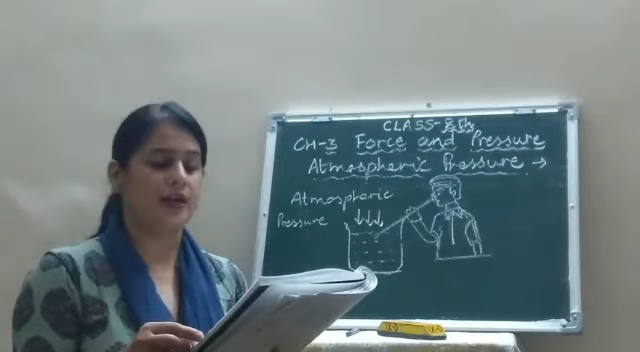 CLASS-8th
CH-3 Force and Pressure
Atmospheric Pressure →
Atmospheric
Pressure